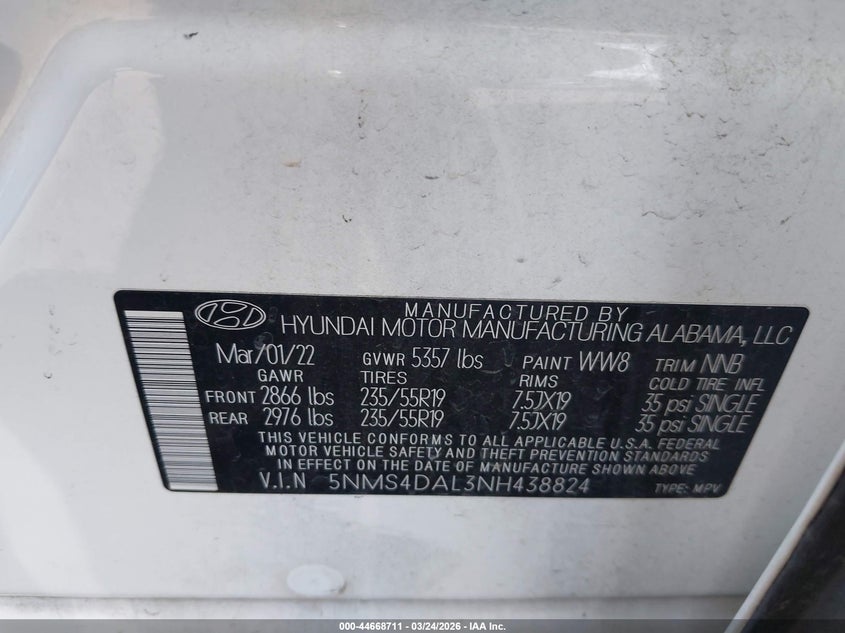 MANUFACTURED BY
HYUNDAI MOTOR MANUFACTURING ALABAMA, LLC
Mar/01/22 GVWR 5357 lbs PAINT WW8 TRIM NNB
GAWR TIRES RIMS COLD TIRE INFL
FRONT 2866 lbs 235/55R19 7.5JX19 35 psi SINGLE
REAR 2976 lbs 235/55R19 7.5JX19 35 psi SINGLE
THIS VEHICLE CONFORMS TO ALL APPLICABLE U.S.A. FEDERAL
MOTOR VEHICLE SAFETY AND THEFT PREVENTION STANDARDS
IN EFFECT ON THE DATE OF MANUFACTURE SHOWN ABOVE.
V.I.N 5NMS4DAL3NH438824 TYPE: MPV
000-44668711 - 03/24/2026 - IAA Inc.